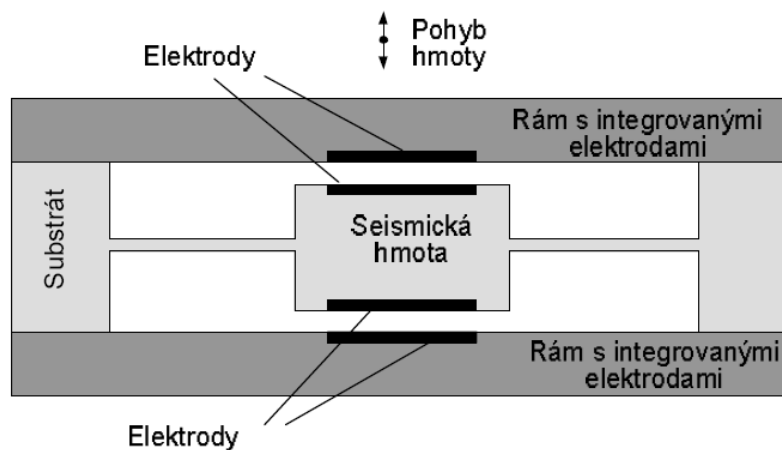 Pohyb
hmoty
Elektrody
Rám s integrovanými
elektrodami
Substrát
Seismická
hmota
Rám s integrovanými
elektrodami
Elektrody